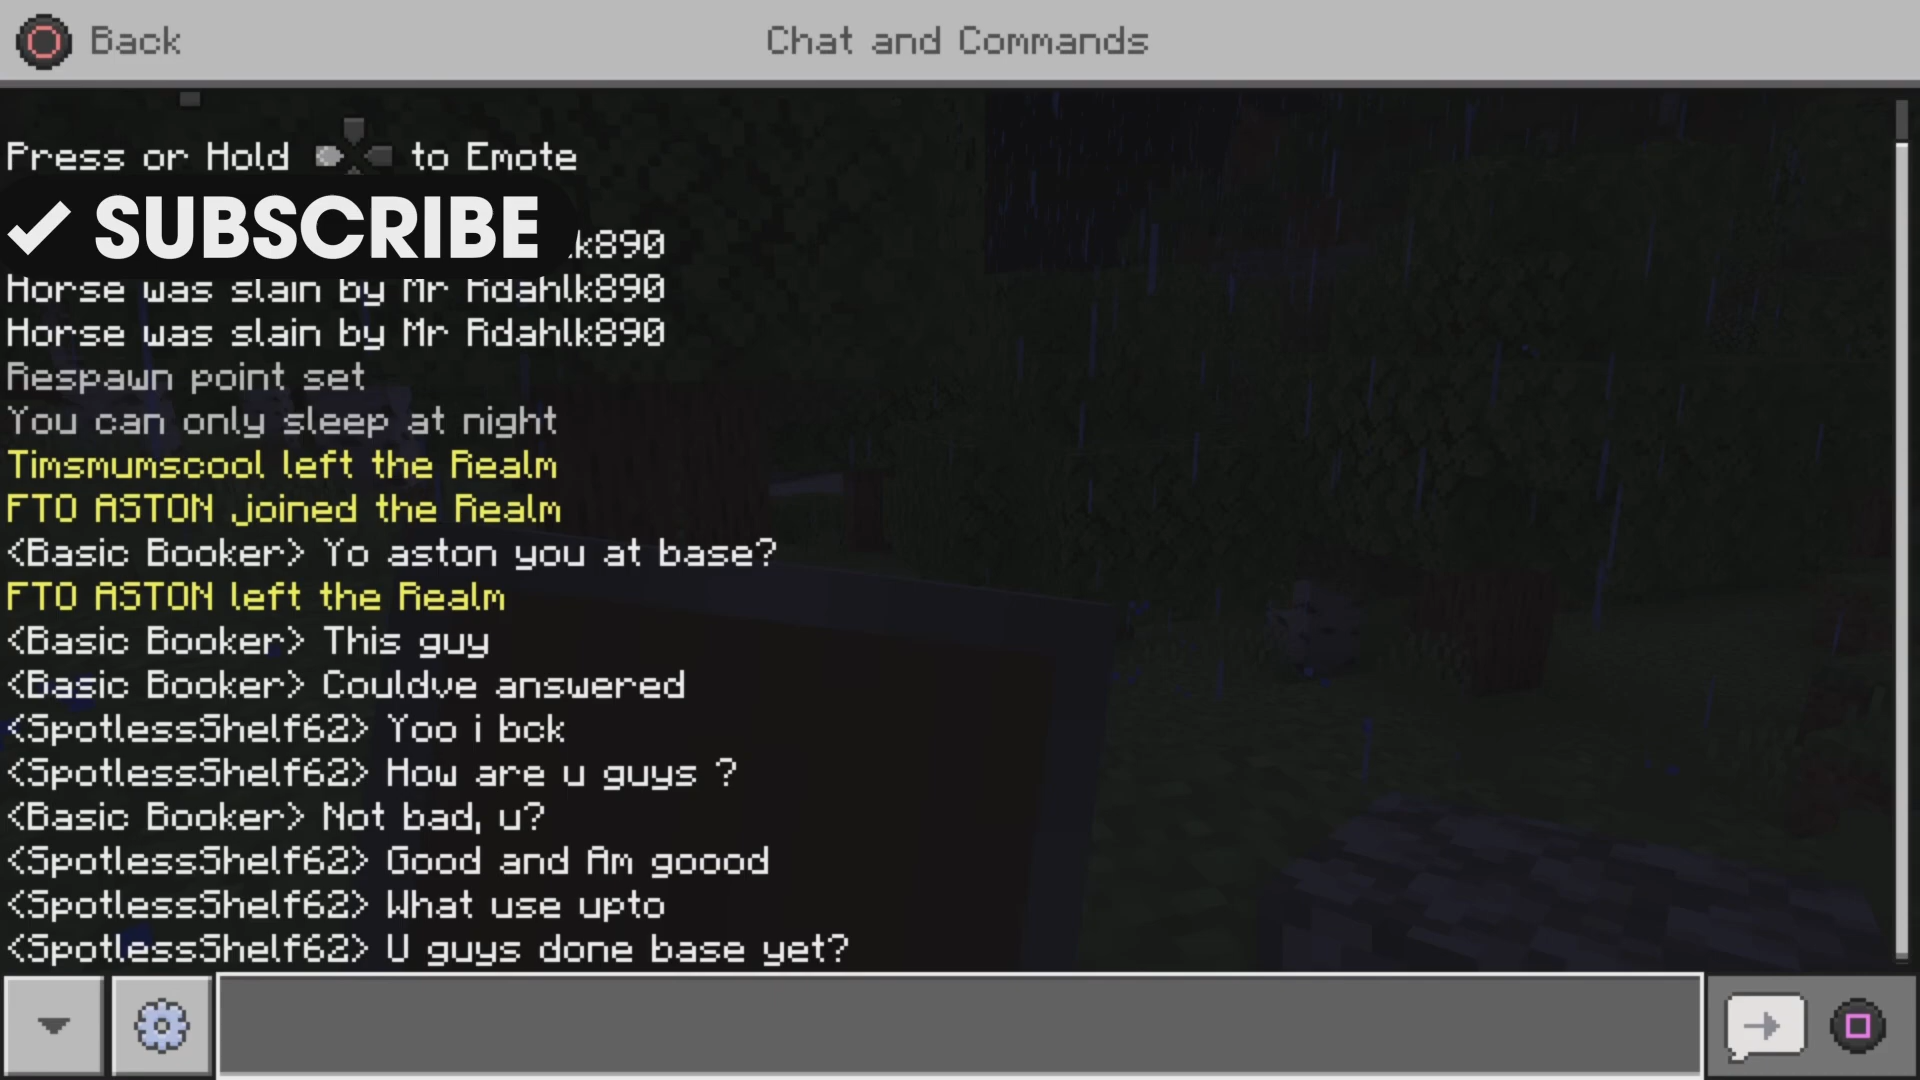 Back
Chat and Commands
Press or Hold to Emote
SUBSCRIBE
k890
Horse was slain by Mr Rdahlk890
Horse was slain by Mr Rdahlk890
Respawn point set
You can only sleep at night
Timsmumscool left the Realm
FTO ASTON joined the Realm
<Basic Booker> Yo aston you at base?
FTO ASTON left the Realm
<Basic Booker> This guy
<Basic Booker> Couldve answered
<SpotlessShelf62> Yoo i bck
<SpotlessShelf62> How are u guys ?
<Basic Booker> Not bad, u?
<SpotlessShelf62> Good and Am goood
<SpotlessShelf62> What use upto
<SpotlessShelf62> U guys done base yet?